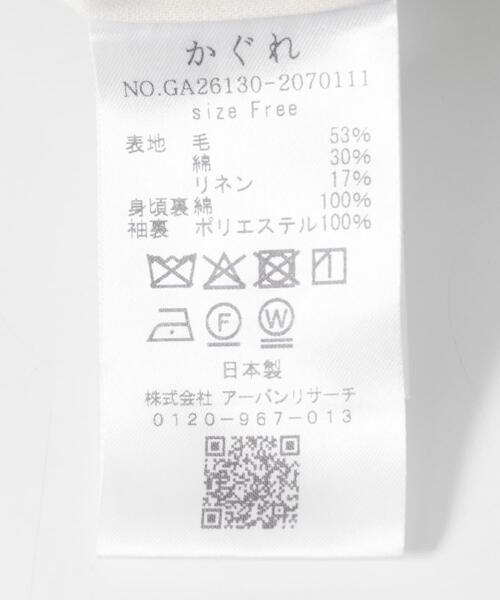 かぐれ
NO.GA26130-2070111
size Free
表地 毛 53%
綿 30%
リネン 17%
身頃裏 綿 100%
袖裏 ポリエステル 100%
F W
日本製
株式会社 アーバンリサーチ
0120-967-013